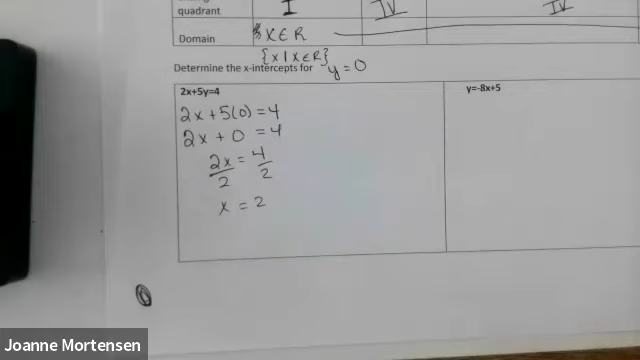 quadrant I IV IV
Domain X ∈ R
{x | x ∈ R}
Determine the x-intercepts for y = 0
2x+5y=4 y=-8x+5
2x + 5(0) = 4
2x + 0 = 4
2x/2 = 4/2
x = 2
Joanne Mortensen